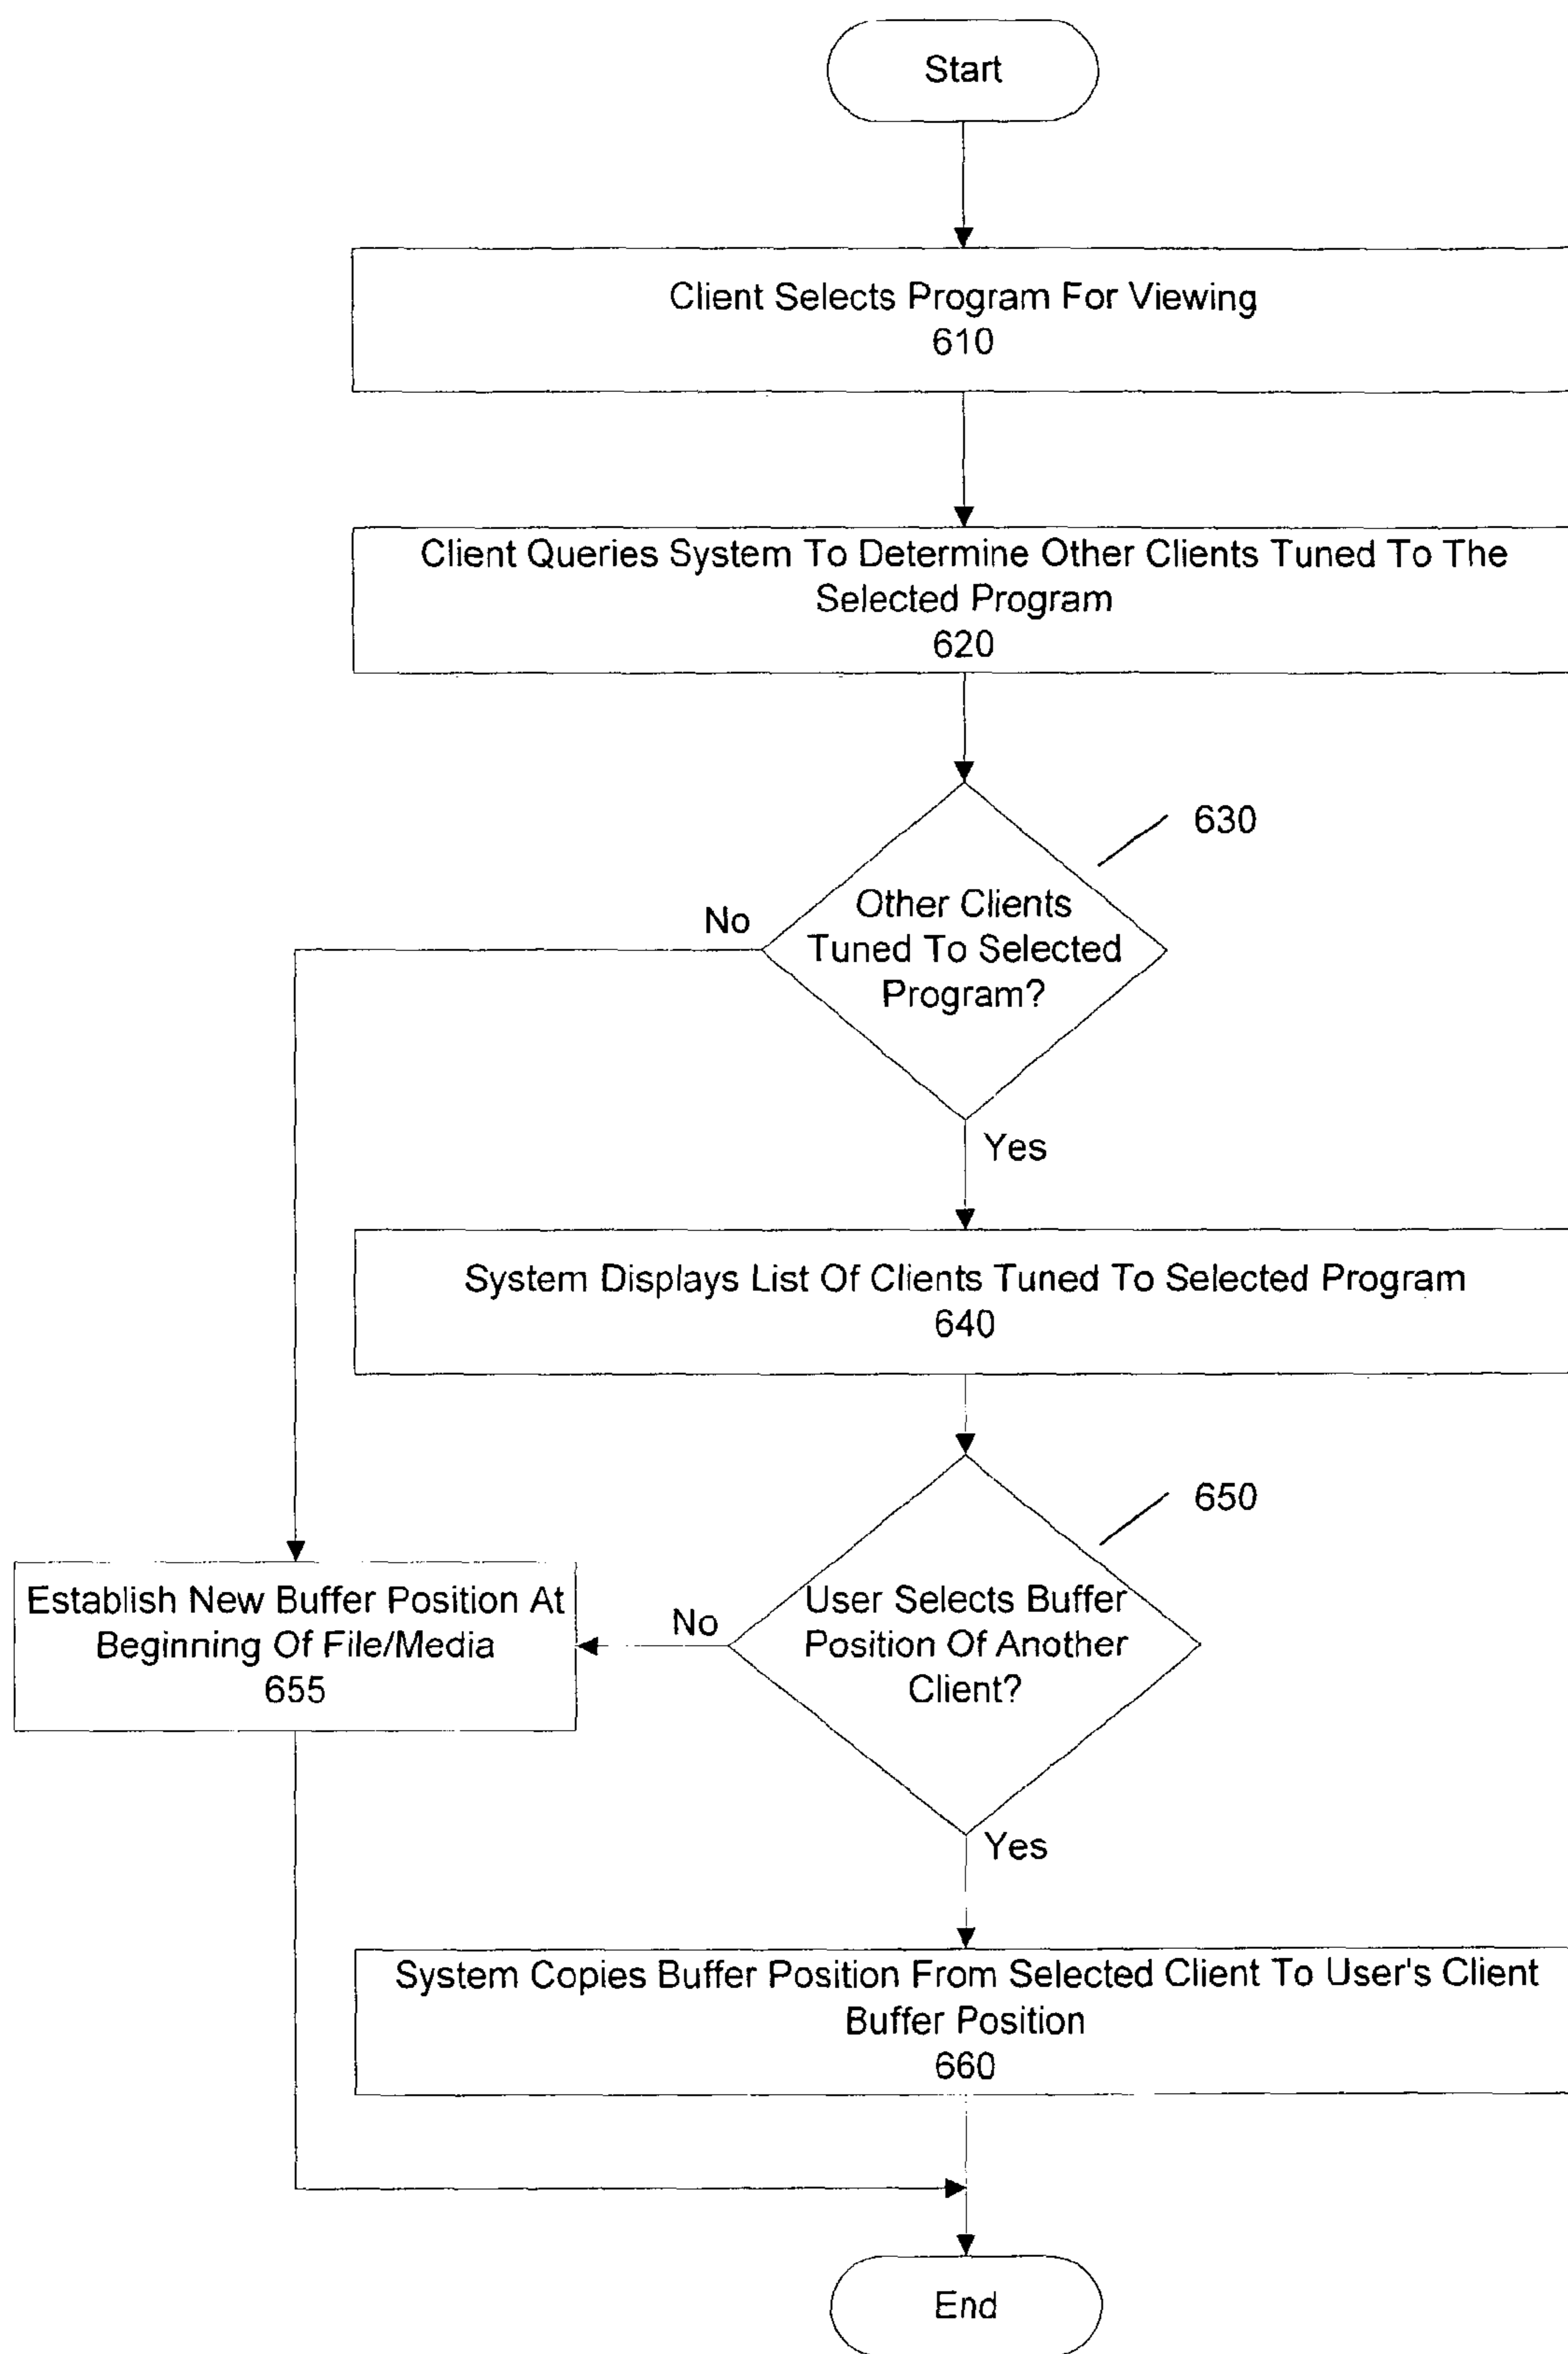 Start
Client Selects Program For Viewing
610
Client Queries System To Determine Other Clients Tuned To The
Selected Program
620
630
Other Clients
Tuned To Selected
Program?
No
Yes
System Displays List Of Clients Tuned To Selected Program
640
650
User Selects Buffer
Position Of Another
Client?
No
Establish New Buffer Position At
Beginning Of File/Media
655
Yes
System Copies Buffer Position From Selected Client To User's Client
Buffer Position
660
End